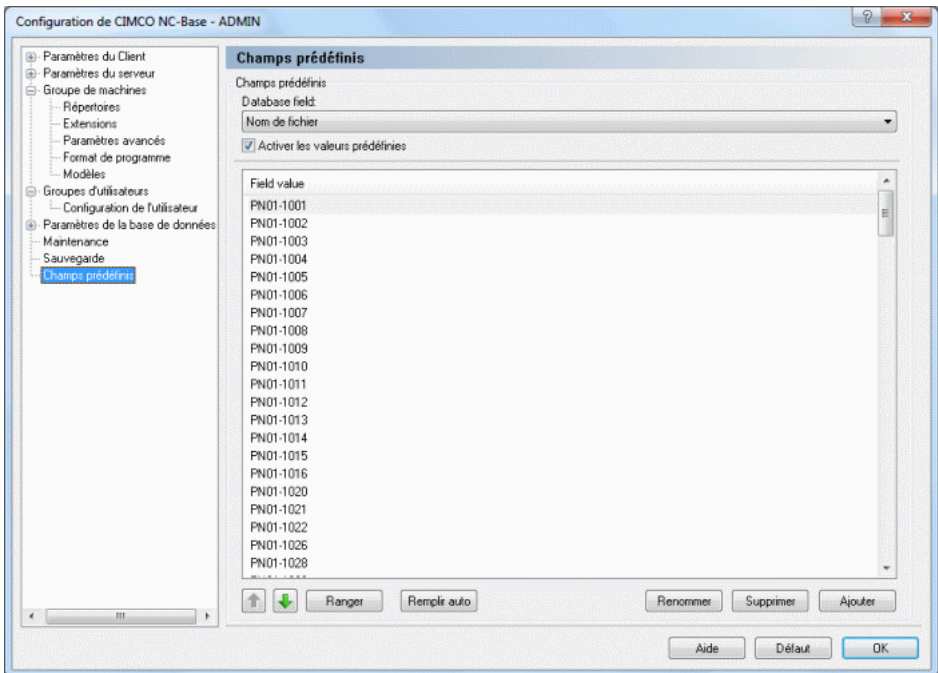 Configuration de CIMCO NC-Base - ADMIN
Paramètres du Client
Paramètres du serveur
Groupe de machines
Répertoires
Extensions
Paramètres avancés
Format de programme
Modèles
Groupes d'utilisateurs
Configuration de l'utilisateur
Paramètres de la base de données
Maintenance
Sauvegarde
Champs prédéfinis
Champs prédéfinis
Champs prédéfinis
Database field:
Nom de fichier
Activer les valeurs prédéfinies
Field value
PN01-1001
PN01-1002
PN01-1003
PN01-1004
PN01-1005
PN01-1006
PN01-1007
PN01-1008
PN01-1009
PN01-1010
PN01-1011
PN01-1012
PN01-1013
PN01-1014
PN01-1015
PN01-1016
PN01-1020
PN01-1021
PN01-1022
PN01-1026
PN01-1028
Ranger
Remplir auto
Renommer
Supprimer
Ajouter
Aide
Défaut
OK